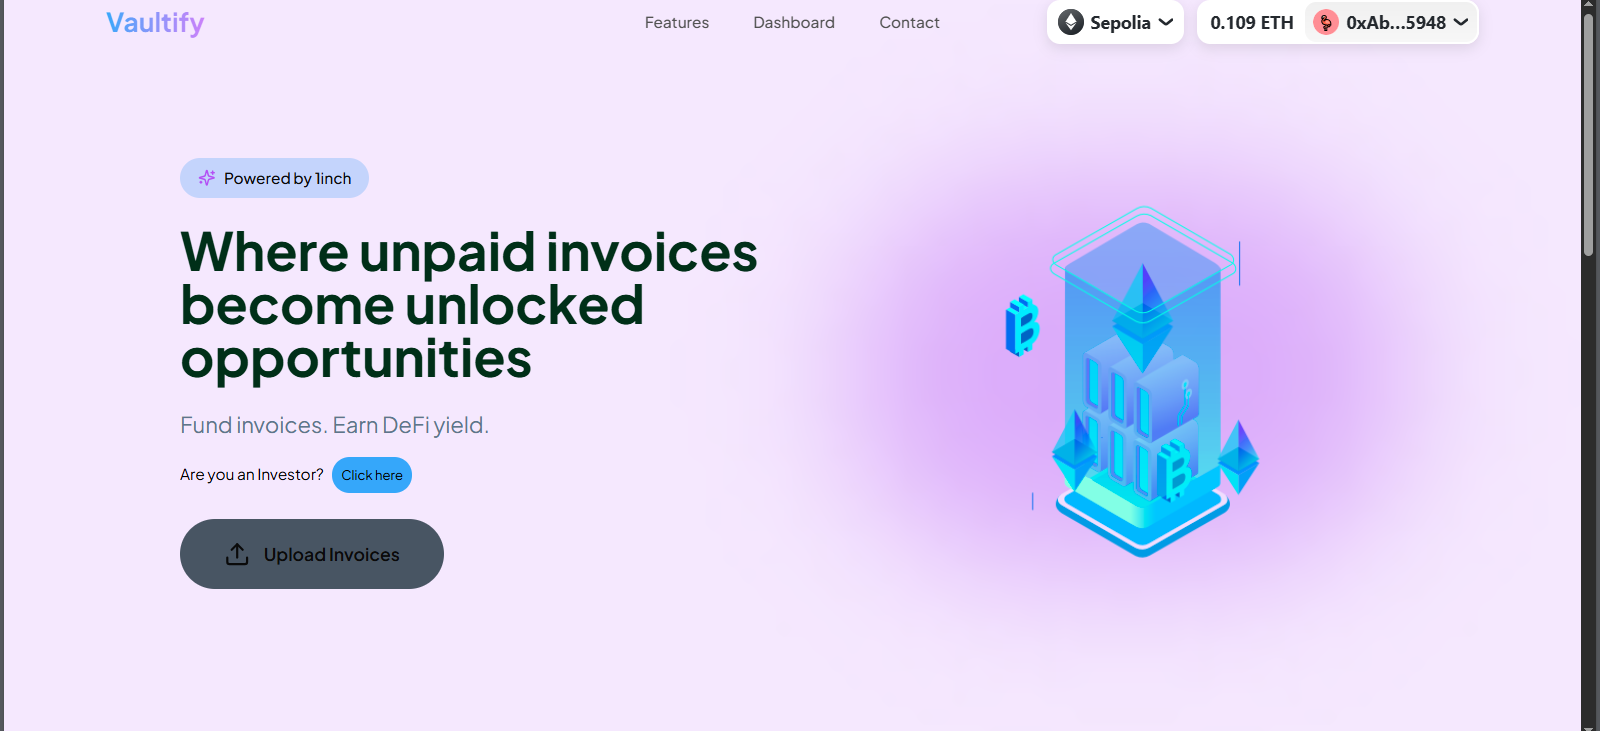 Vaultify
Features
Dashboard
Contact
Sepolia
0.109 ETH
0xAb...5948
Powered by 1inch
Where unpaid invoices
become unlocked
opportunities
Fund invoices. Earn DeFi yield.
Are you an Investor? Click here
Upload Invoices